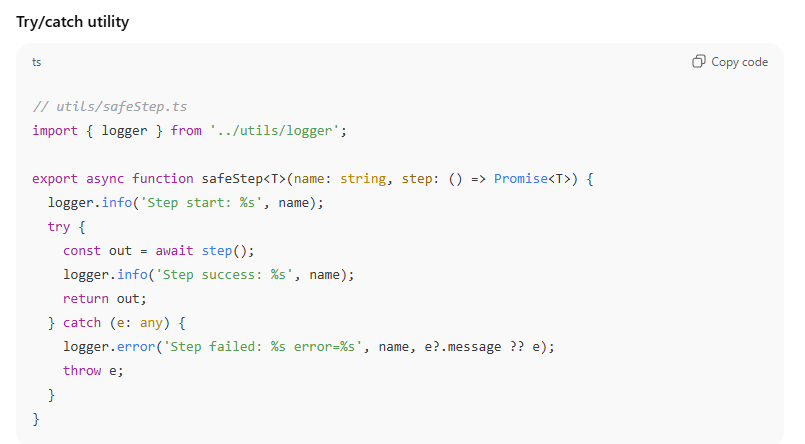 Try/catch utility
ts
Copy code
// utils/safeStep.ts
import { logger } from '../utils/logger';
export async function safeStep<T>(name: string, step: () => Promise<T>) {
  logger.info('Step start: %s', name);
  try {
    const out = await step();
    logger.info('Step success: %s', name);
    return out;
  } catch (e: any) {
    logger.error('Step failed: %s error=%s', name, e?.message ?? e);
    throw e;
  }
}